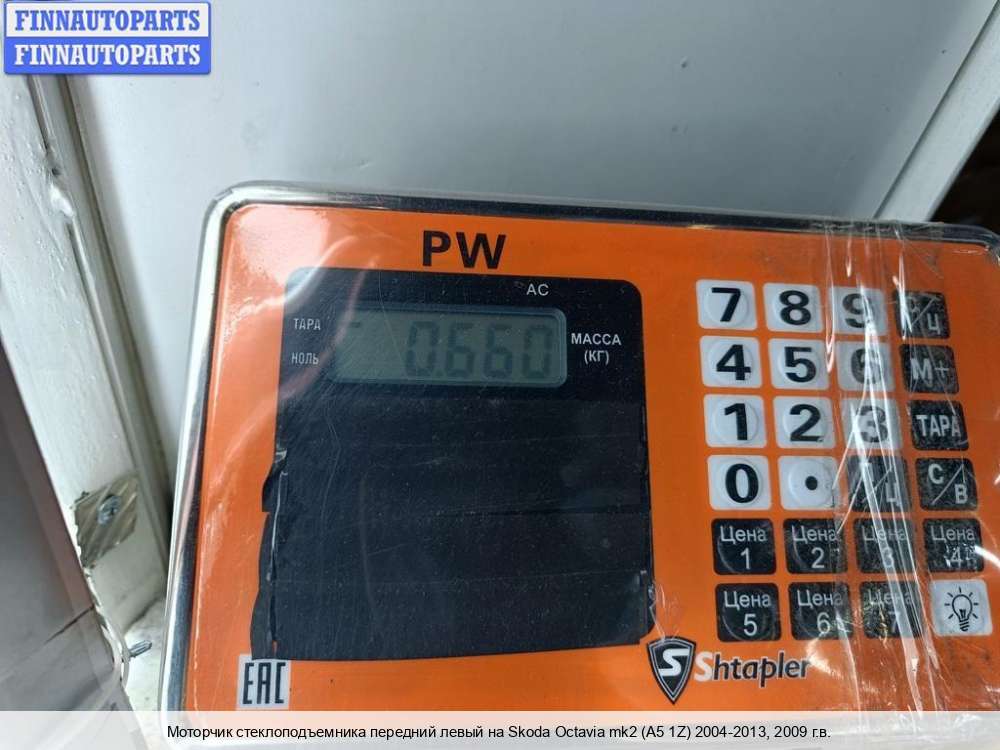 FINNAUTOPARTS
FINNAUTOPARTS
PW
AC
ТАРА
НОЛЬ
0.660
МАССА
(КГ)
7 8 9
4 5 6 М+
1 2 3 ТАРА
0 • С/В
Цена 1 Цена 2 Цена 3 Цена 4
Цена 5 Цена 6 Цена 7
EAC
S Shtapler
Моторчик стеклоподъемника передний левый на Skoda Octavia mk2 (A5 1Z) 2004-2013, 2009 г.в.